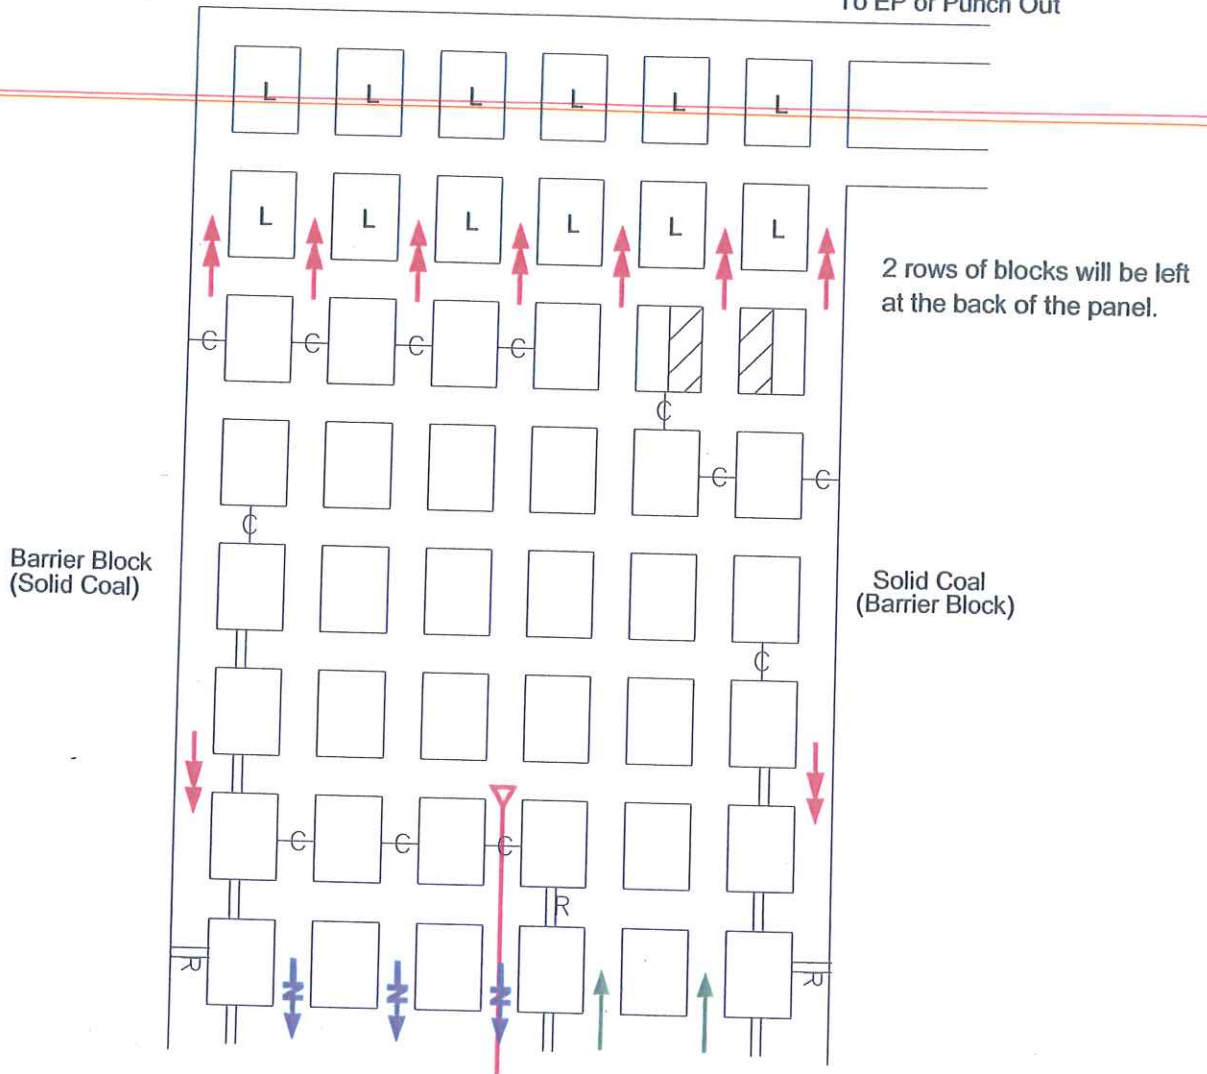 To EP or Punch Out
L L L L L L
L L L L L L
2 rows of blocks will be left
at the back of the panel.
C C C C
C
C C
C
Barrier Block
(Solid Coal)
Solid Coal
(Barrier Block)
C
C C C
R
R R
N N N